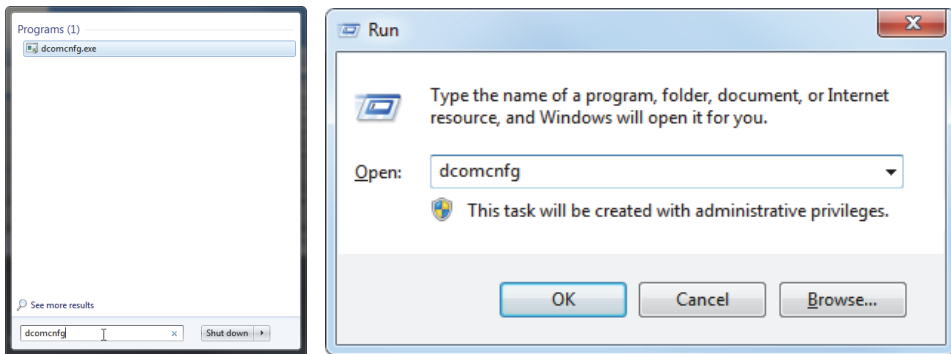 Programs (1)
dcomcnfg.exe
See more results
dcomcnfg
x
Shut down
Run
x
Type the name of a program, folder, document, or Internet
resource, and Windows will open it for you.
Open:
dcomcnfg
This task will be created with administrative privileges.
OK
Cancel
Browse...